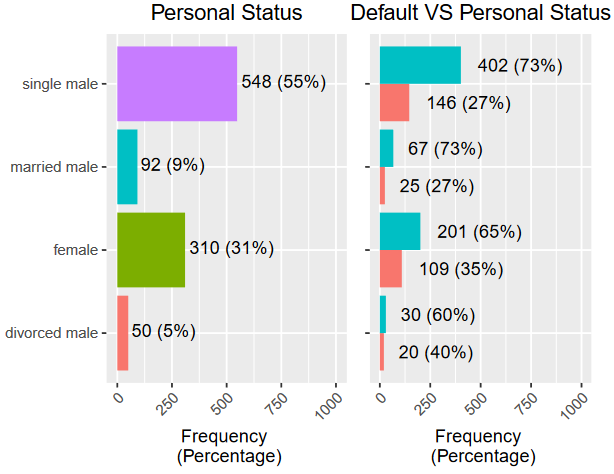 Personal Status
Default VS Personal Status
single male
548 (55%)
402 (73%)
146 (27%)
married male
92 (9%)
67 (73%)
25 (27%)
female
310 (31%)
201 (65%)
109 (35%)
divorced male
50 (5%)
30 (60%)
20 (40%)
0
250
500
750
1000
0
250
500
750
1000
Frequency
(Percentage)
Frequency
(Percentage)